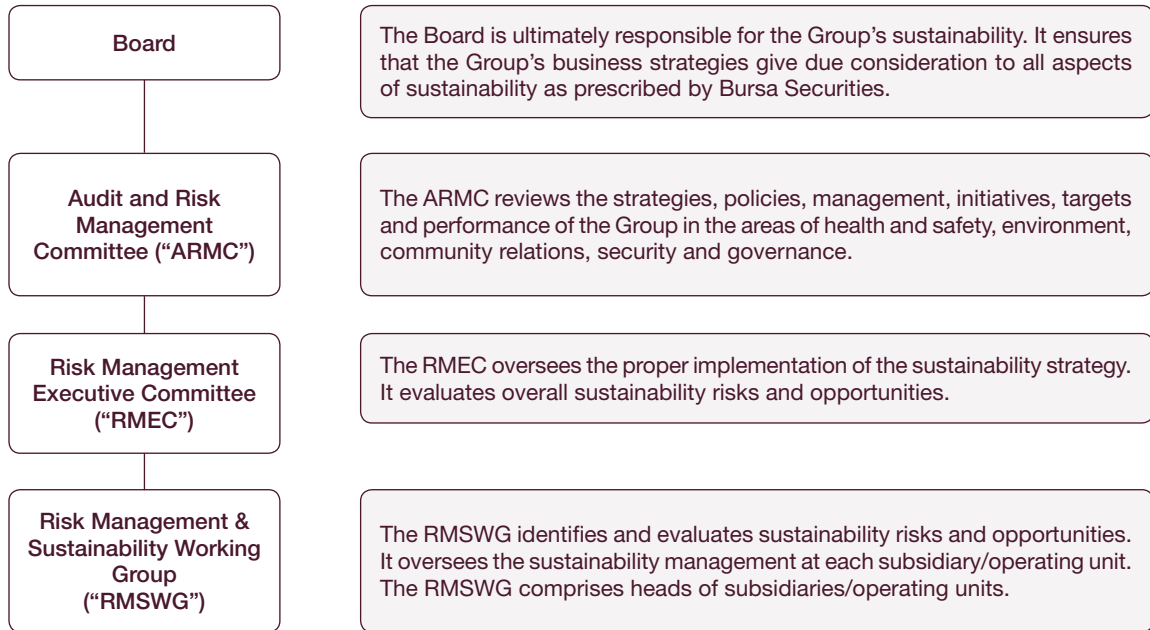 Board
The Board is ultimately responsible for the Group’s sustainability. It ensures
that the Group’s business strategies give due consideration to all aspects
of sustainability as prescribed by Bursa Securities.
Audit and Risk
Management
Committee (“ARMC”)
The ARMC reviews the strategies, policies, management, initiatives, targets
and performance of the Group in the areas of health and safety, environment,
community relations, security and governance.
Risk Management
Executive Committee
(“RMEC”)
The RMEC oversees the proper implementation of the sustainability strategy.
It evaluates overall sustainability risks and opportunities.
Risk Management &
Sustainability Working
Group
(“RMSWG”)
The RMSWG identifies and evaluates sustainability risks and opportunities.
It oversees the sustainability management at each subsidiary/operating unit.
The RMSWG comprises heads of subsidiaries/operating units.